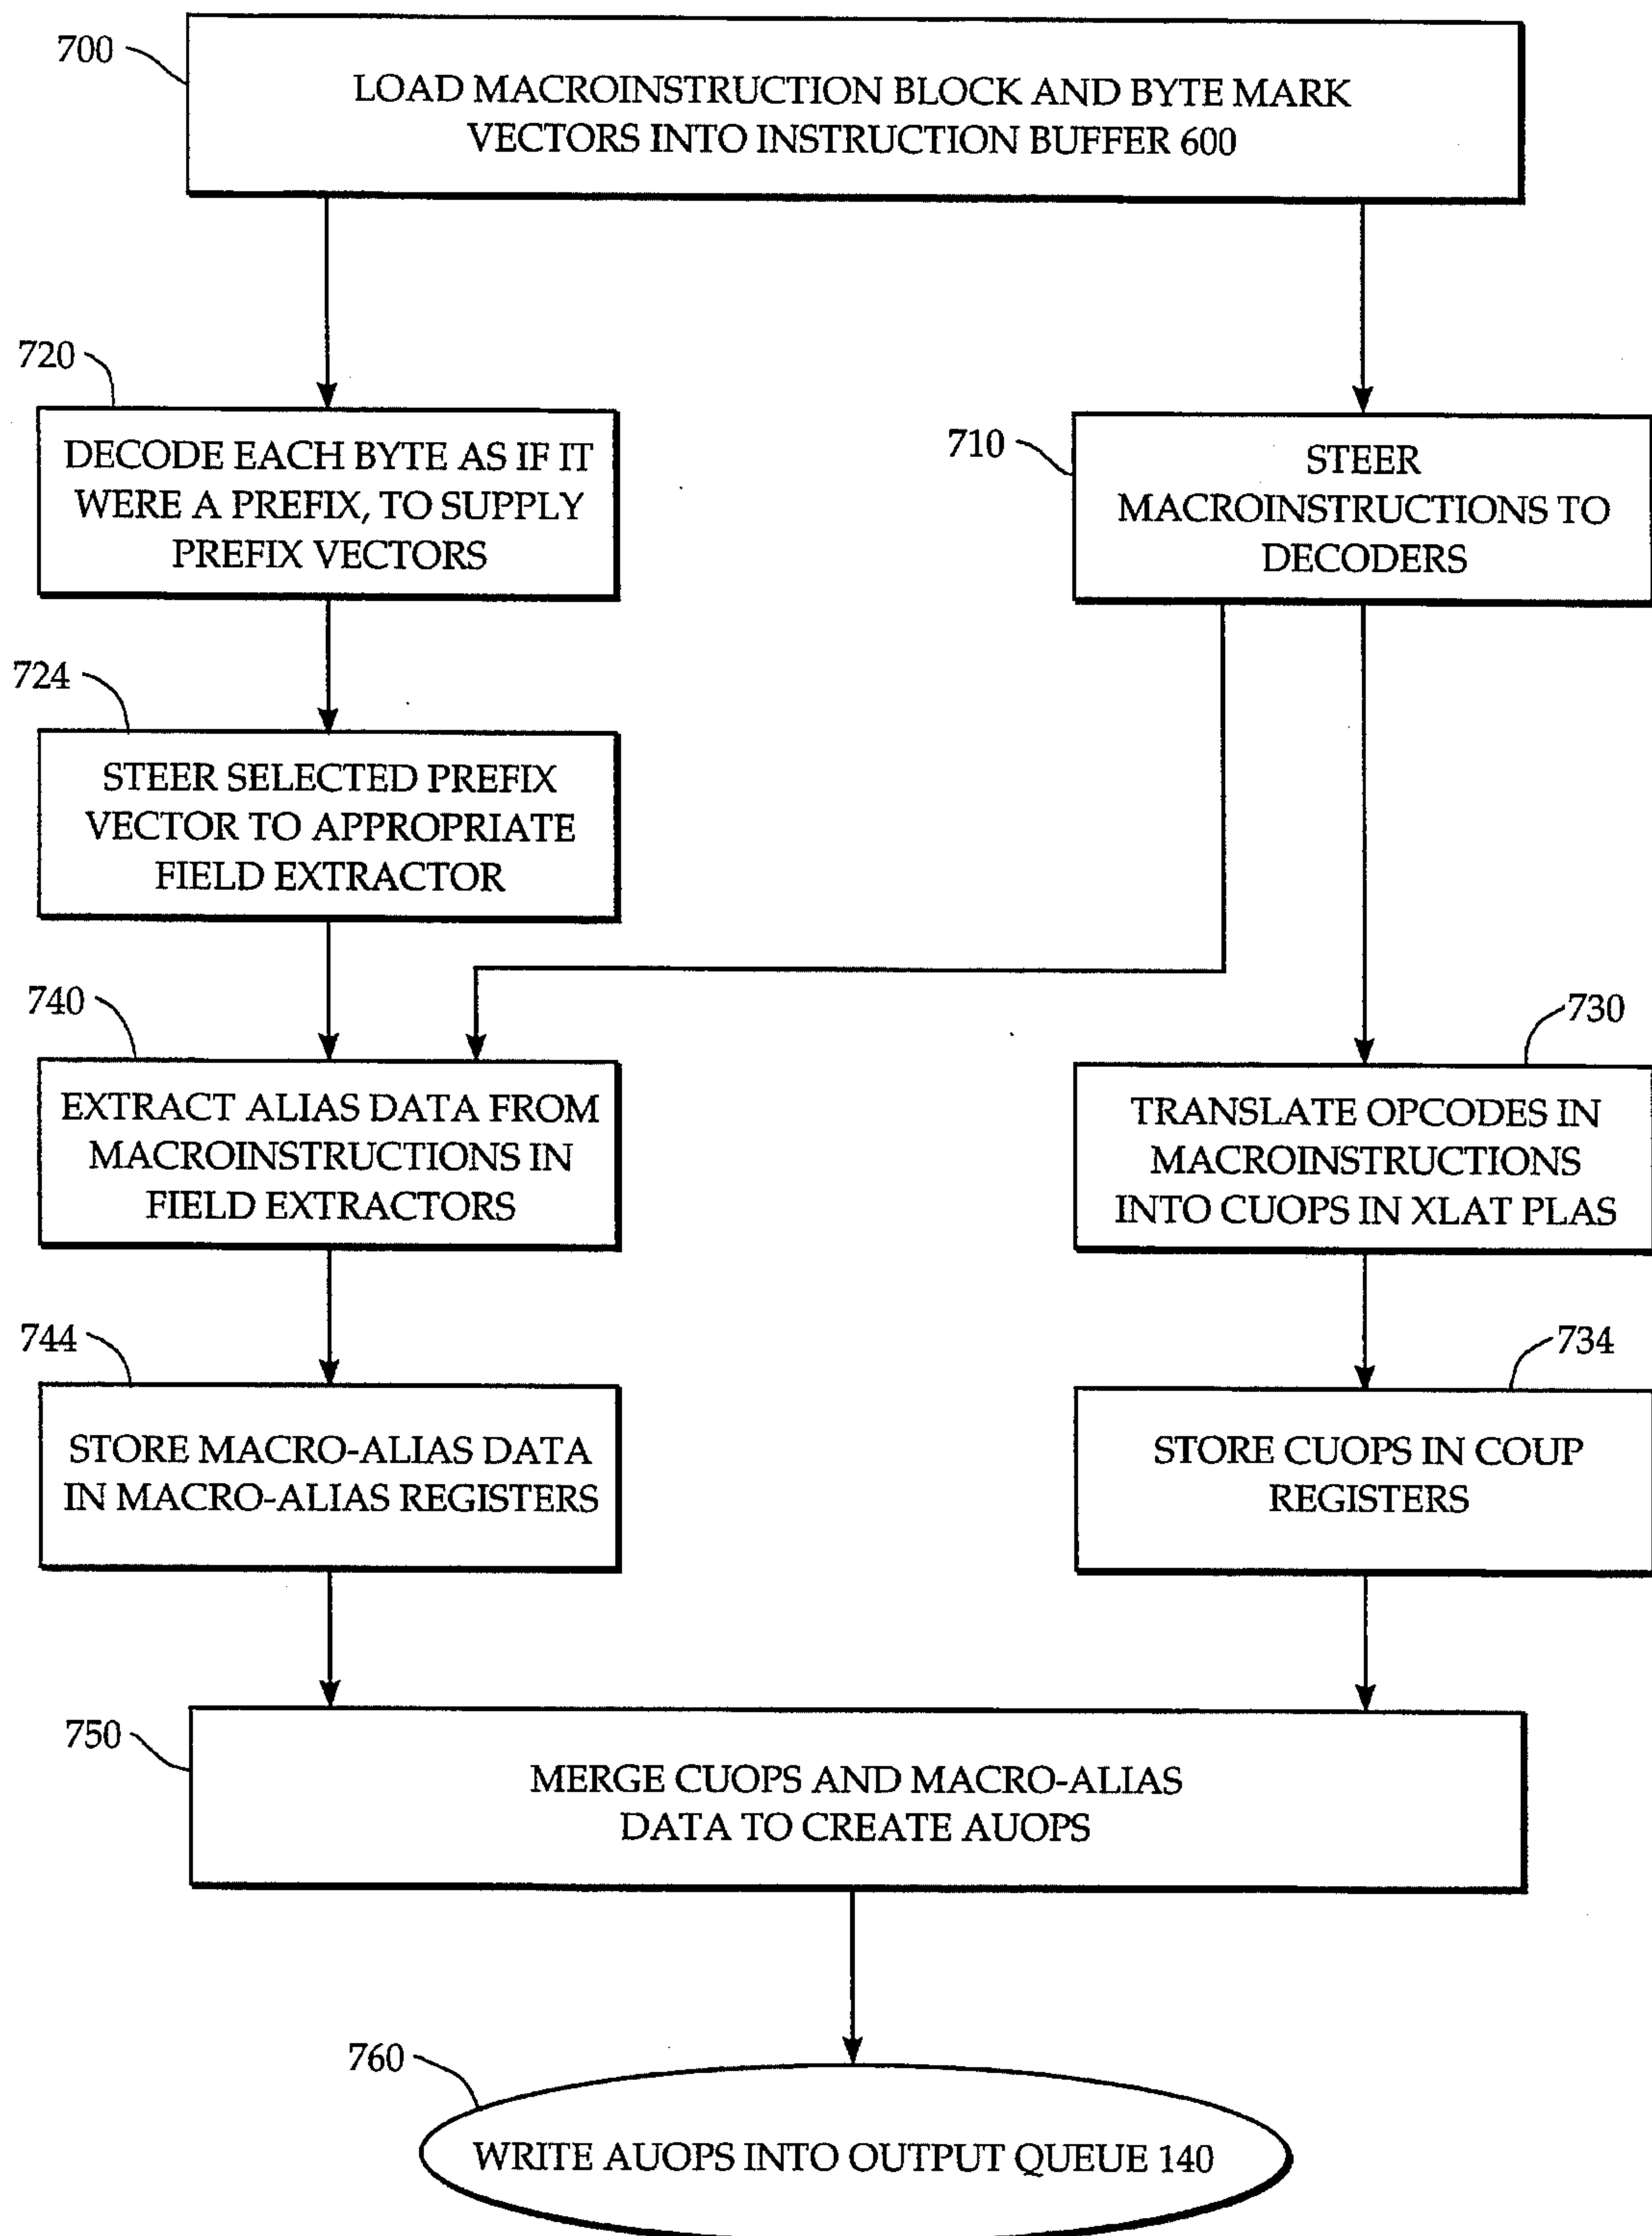 700
LOAD MACROINSTRUCTION BLOCK AND BYTE MARK
VECTORS INTO INSTRUCTION BUFFER 600
720
DECODE EACH BYTE AS IF IT
WERE A PREFIX, TO SUPPLY
PREFIX VECTORS
710
STEER
MACROINSTRUCTIONS TO
DECODERS
724
STEER SELECTED PREFIX
VECTOR TO APPROPRIATE
FIELD EXTRACTOR
740
EXTRACT ALIAS DATA FROM
MACROINSTRUCTIONS IN
FIELD EXTRACTORS
730
TRANSLATE OPCODES IN
MACROINSTRUCTIONS
INTO CUOPS IN XLAT PLAS
744
STORE MACRO-ALIAS DATA
IN MACRO-ALIAS REGISTERS
734
STORE CUOPS IN COUP
REGISTERS
750
MERGE CUOPS AND MACRO-ALIAS
DATA TO CREATE AUOPS
760
WRITE AUOPS INTO OUTPUT QUEUE 140